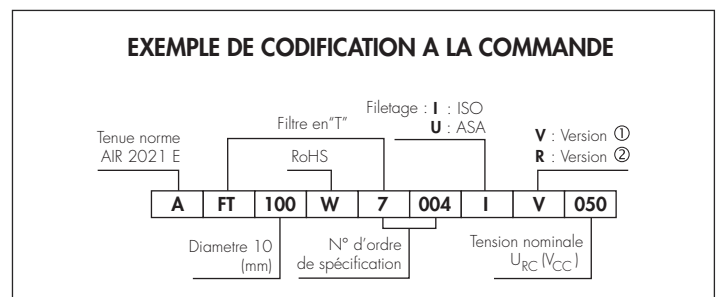 EXEMPLE DE CODIFICATION A LA COMMANDE
Filetage : I : ISO
U : ASA
Filtre en"T"
V : Version ①
R : Version ②
Tenue norme
AIR 2021 E
RoHS
A FT 100 W 7 004 I V 050
Diametre 10
(mm)
N° d'ordre
de spécification
Tension nominale
URC (VCC)